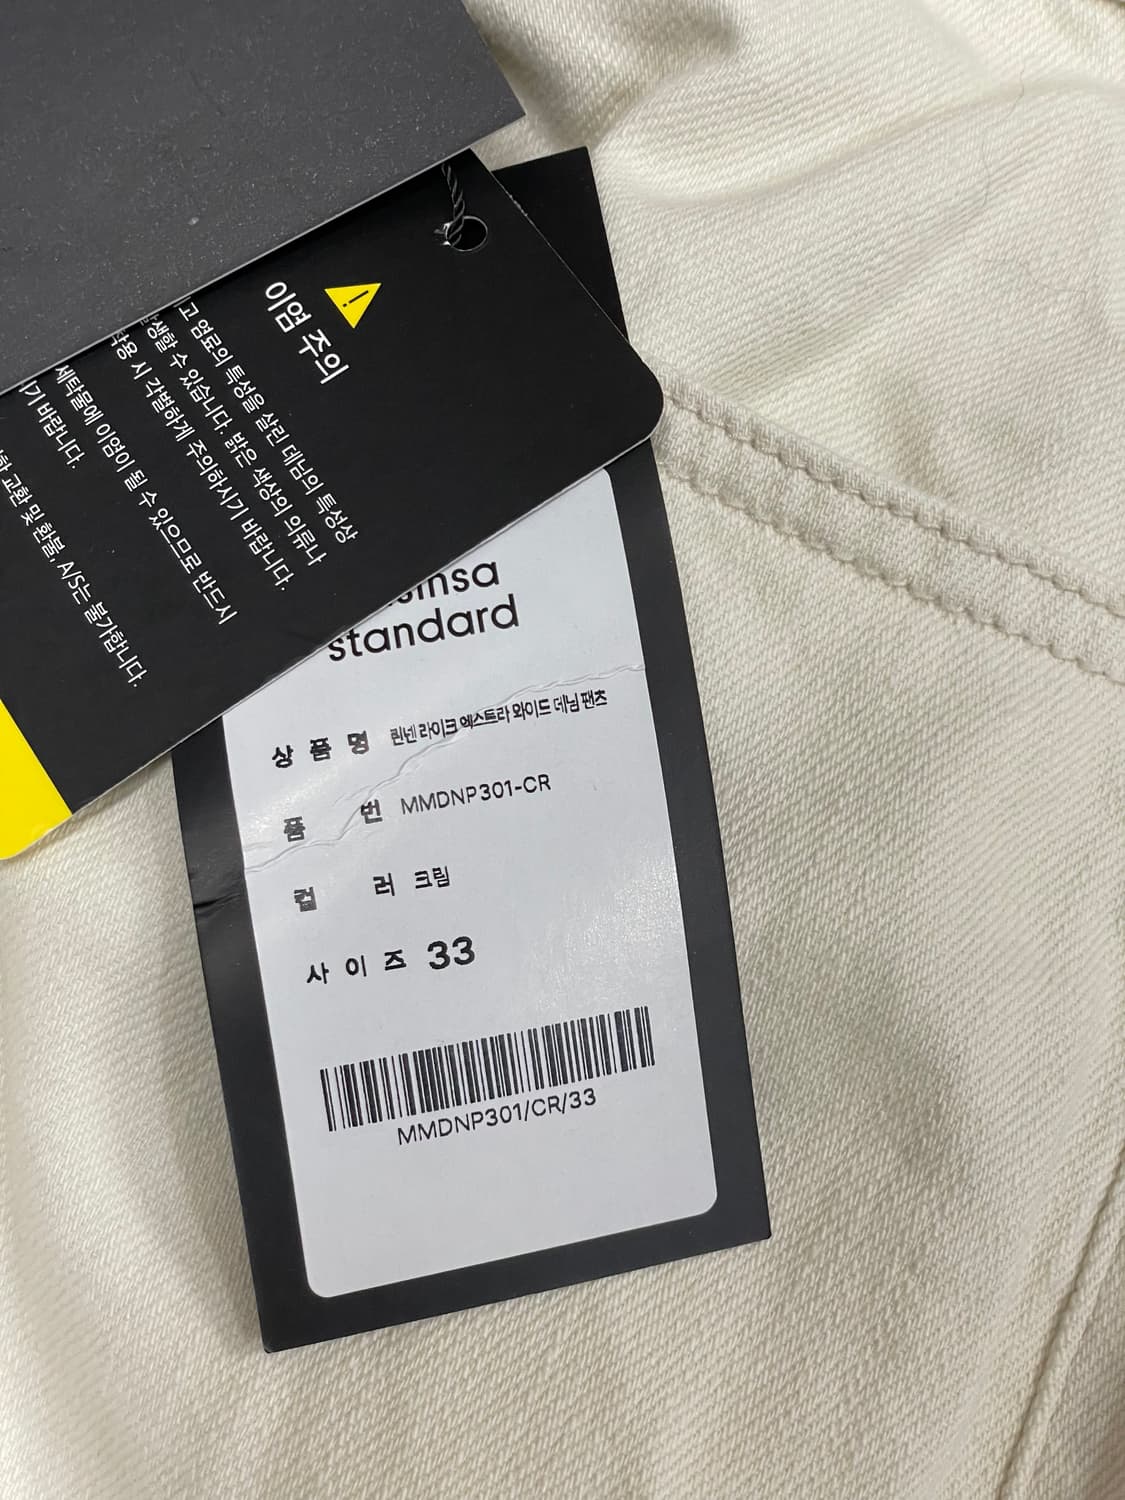 이염 주의
고 염료의 특성을 살린 데님의 특성상
생할 수 있습니다. 밝은 색상의 의류나
시 각별하게 주의하시기 바랍니다.
세탁물에 이염이 될 수 있으므로 반드시
바랍니다.
교환 및 환불, A/S는 불가합니다.
standard
상품명 린넨 라이크 엑스트라 와이드 데님 팬츠
품번 MMDNP301-CR
컬러 크림
사이즈 33
MMDNP301/CR/33